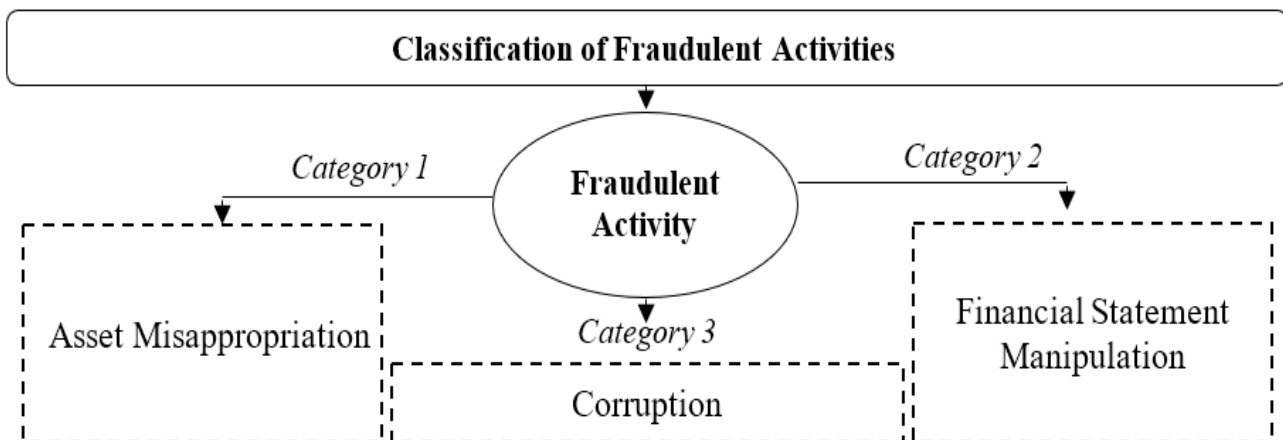 Classification of Fraudulent Activities
Category 1
Category 2
Fraudulent
Activity
Asset Misappropriation
Financial Statement
Manipulation
Category 3
Corruption